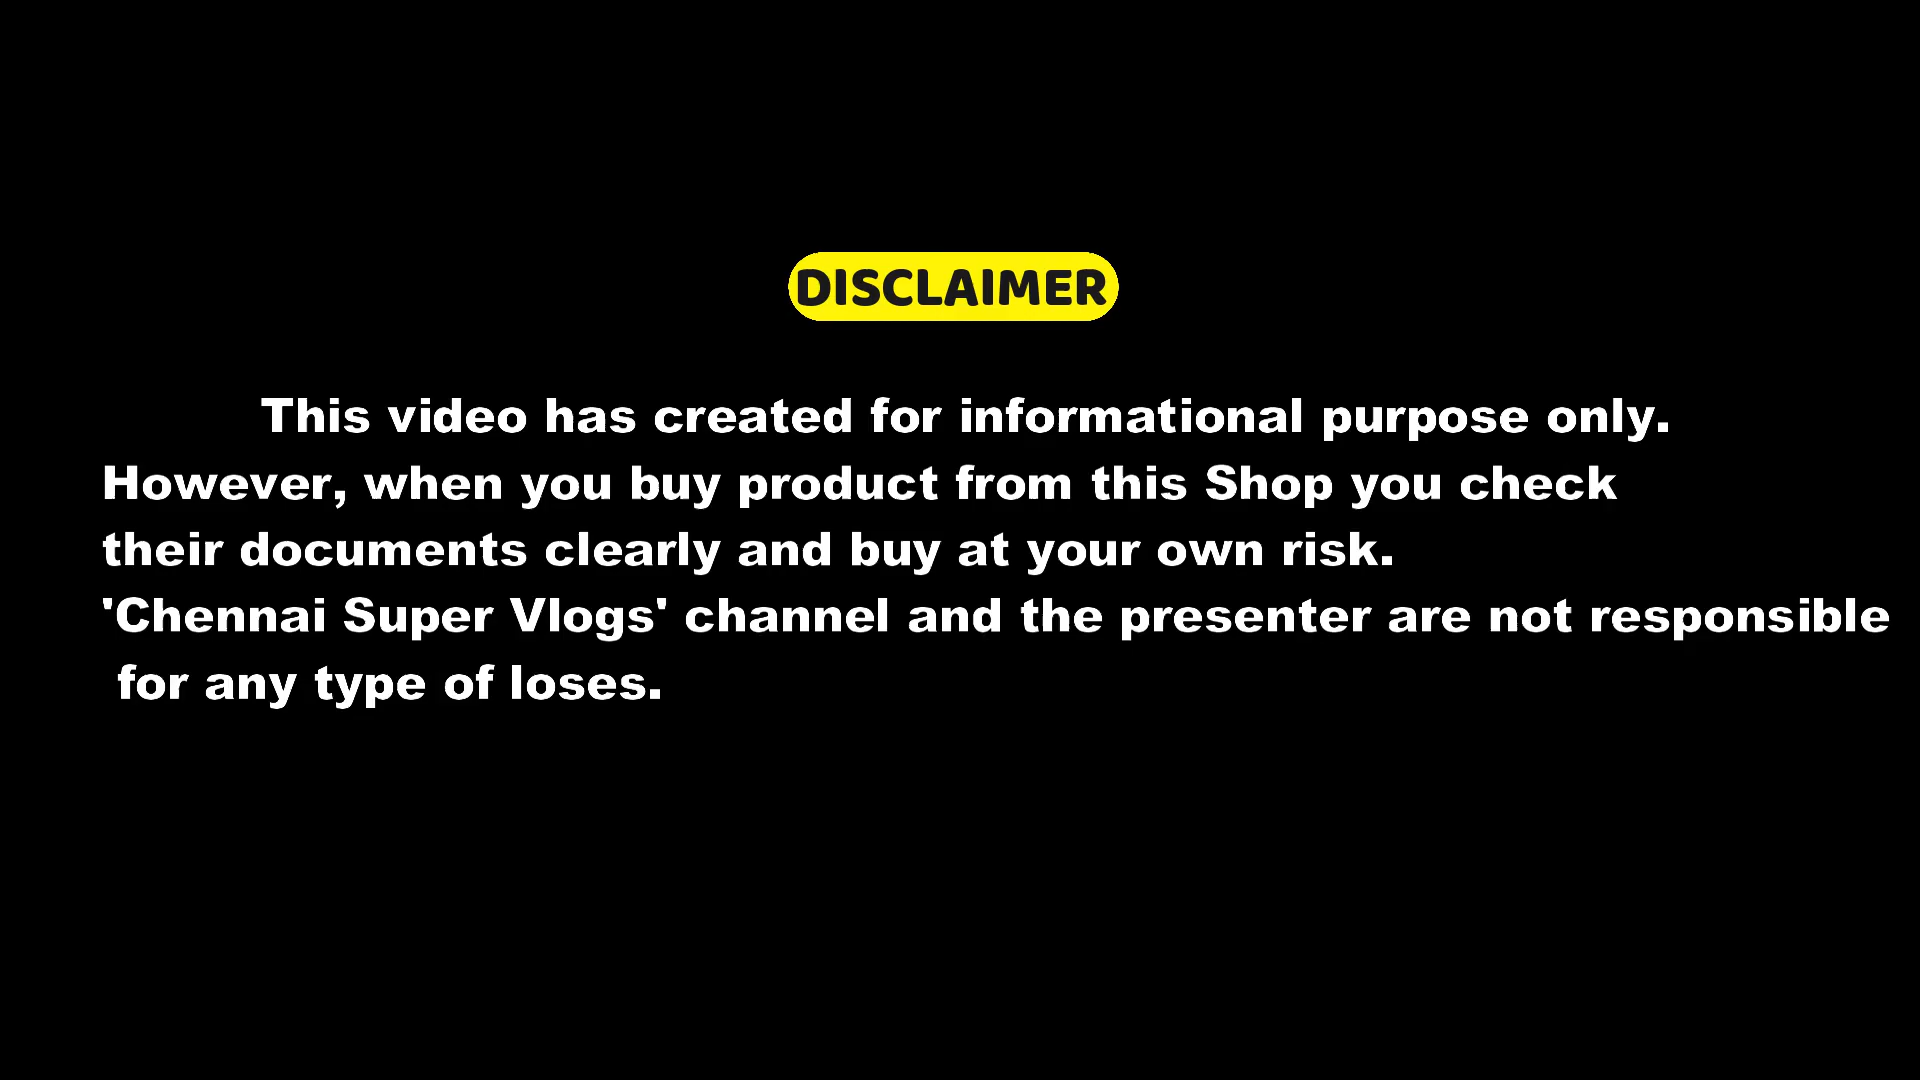 DISCLAIMER
This video has created for informational purpose only.
However, when you buy product from this Shop you check
their documents clearly and buy at your own risk.
'Chennai Super Vlogs' channel and the presenter are not responsible
for any type of loses.